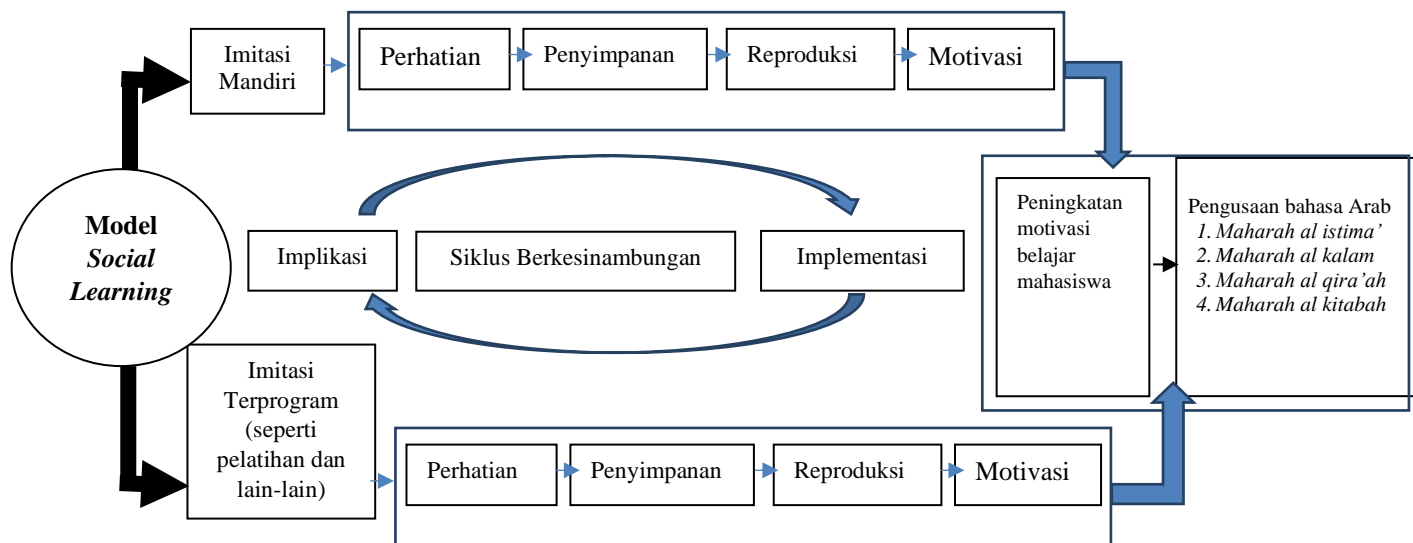 Imitasi
Mandiri
Perhatian
Penyimpanan
Reproduksi
Motivasi
Model
Social
Learning
Implikasi
Siklus Berkesinambungan
Implementasi
Peningkatan
motivasi
belajar
mahasiswa
Pengusaan bahasa Arab
1. Maharah al istima’
2. Maharah al kalam
3. Maharah al qira’ah
4. Maharah al kitabah
Imitasi
Terprogram
(seperti
pelatihan dan
lain-lain)
Perhatian
Penyimpanan
Reproduksi
Motivasi